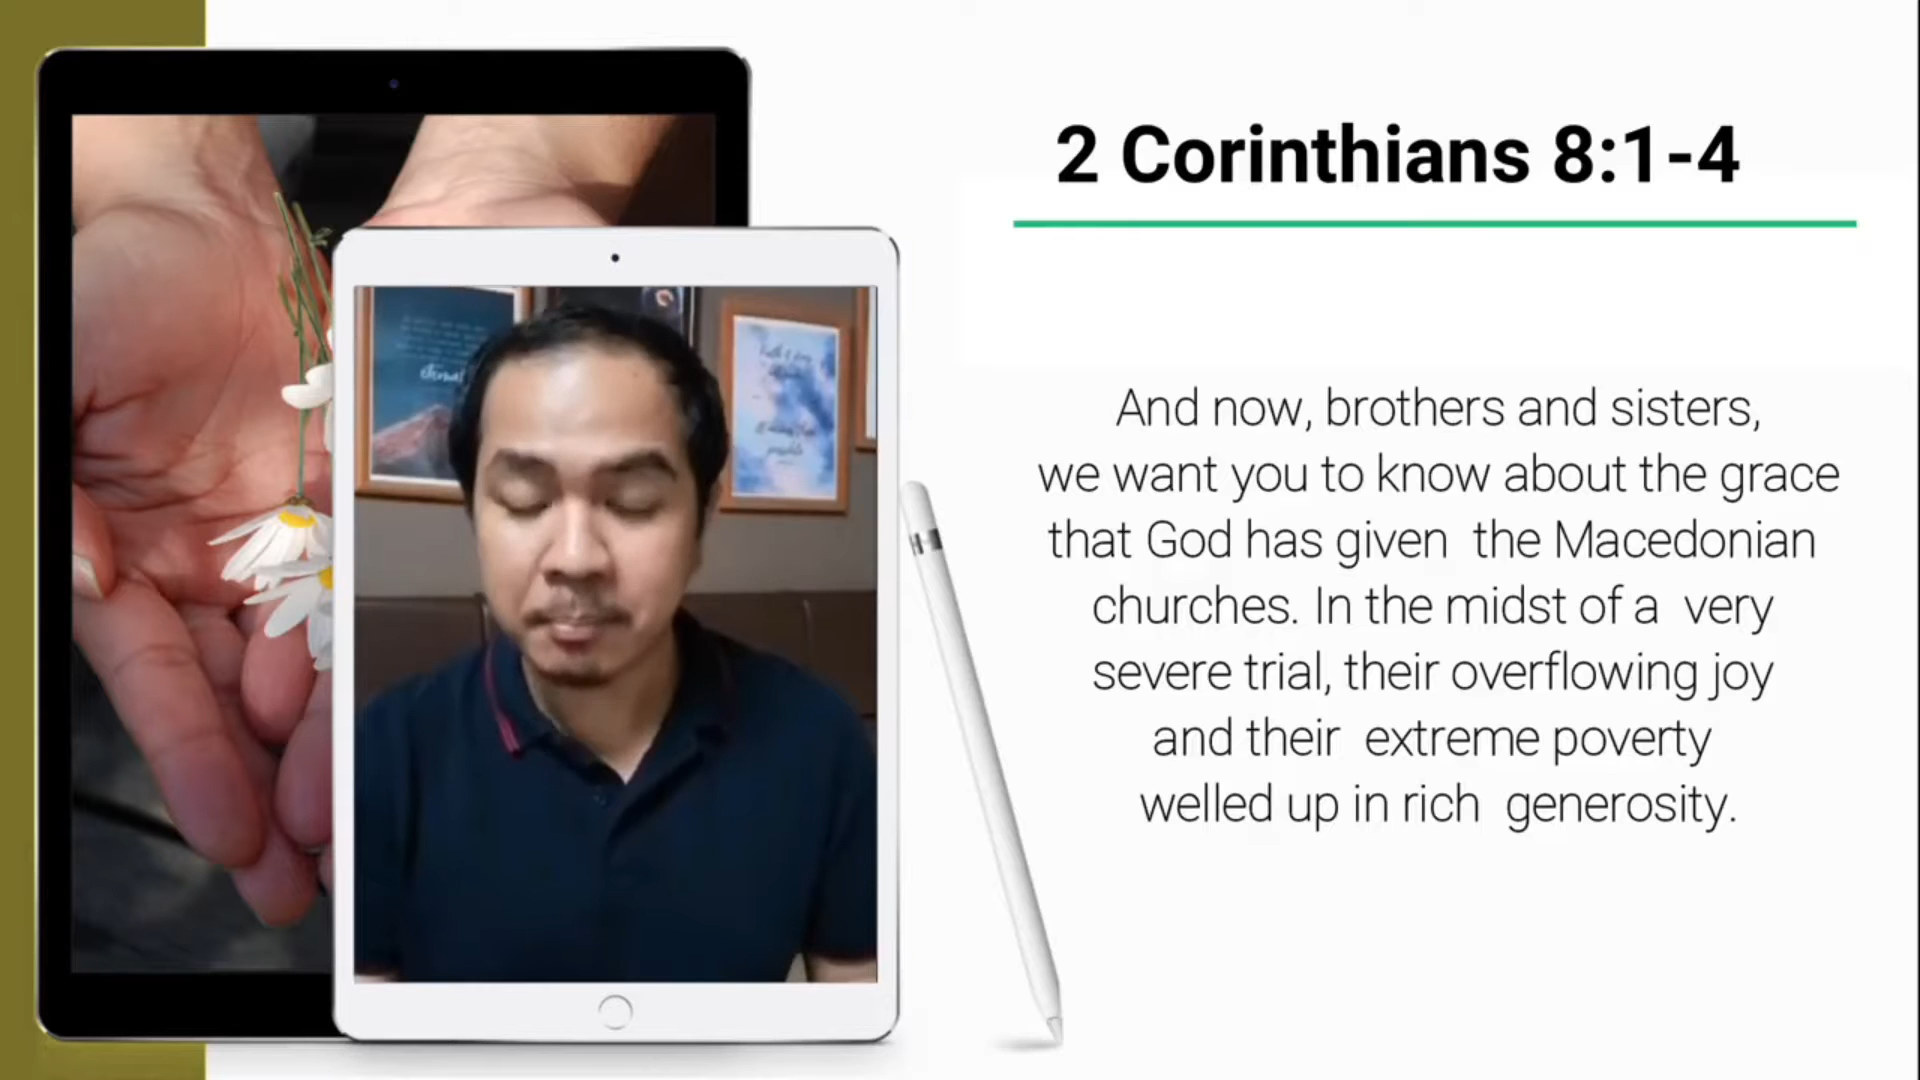 2 Corinthians 8:1-4
And now, brothers and sisters,
we want you to know about the grace
that God has given the Macedonian
churches. In the midst of a very
severe trial, their overflowing joy
and their extreme poverty
welled up in rich generosity.
eternal